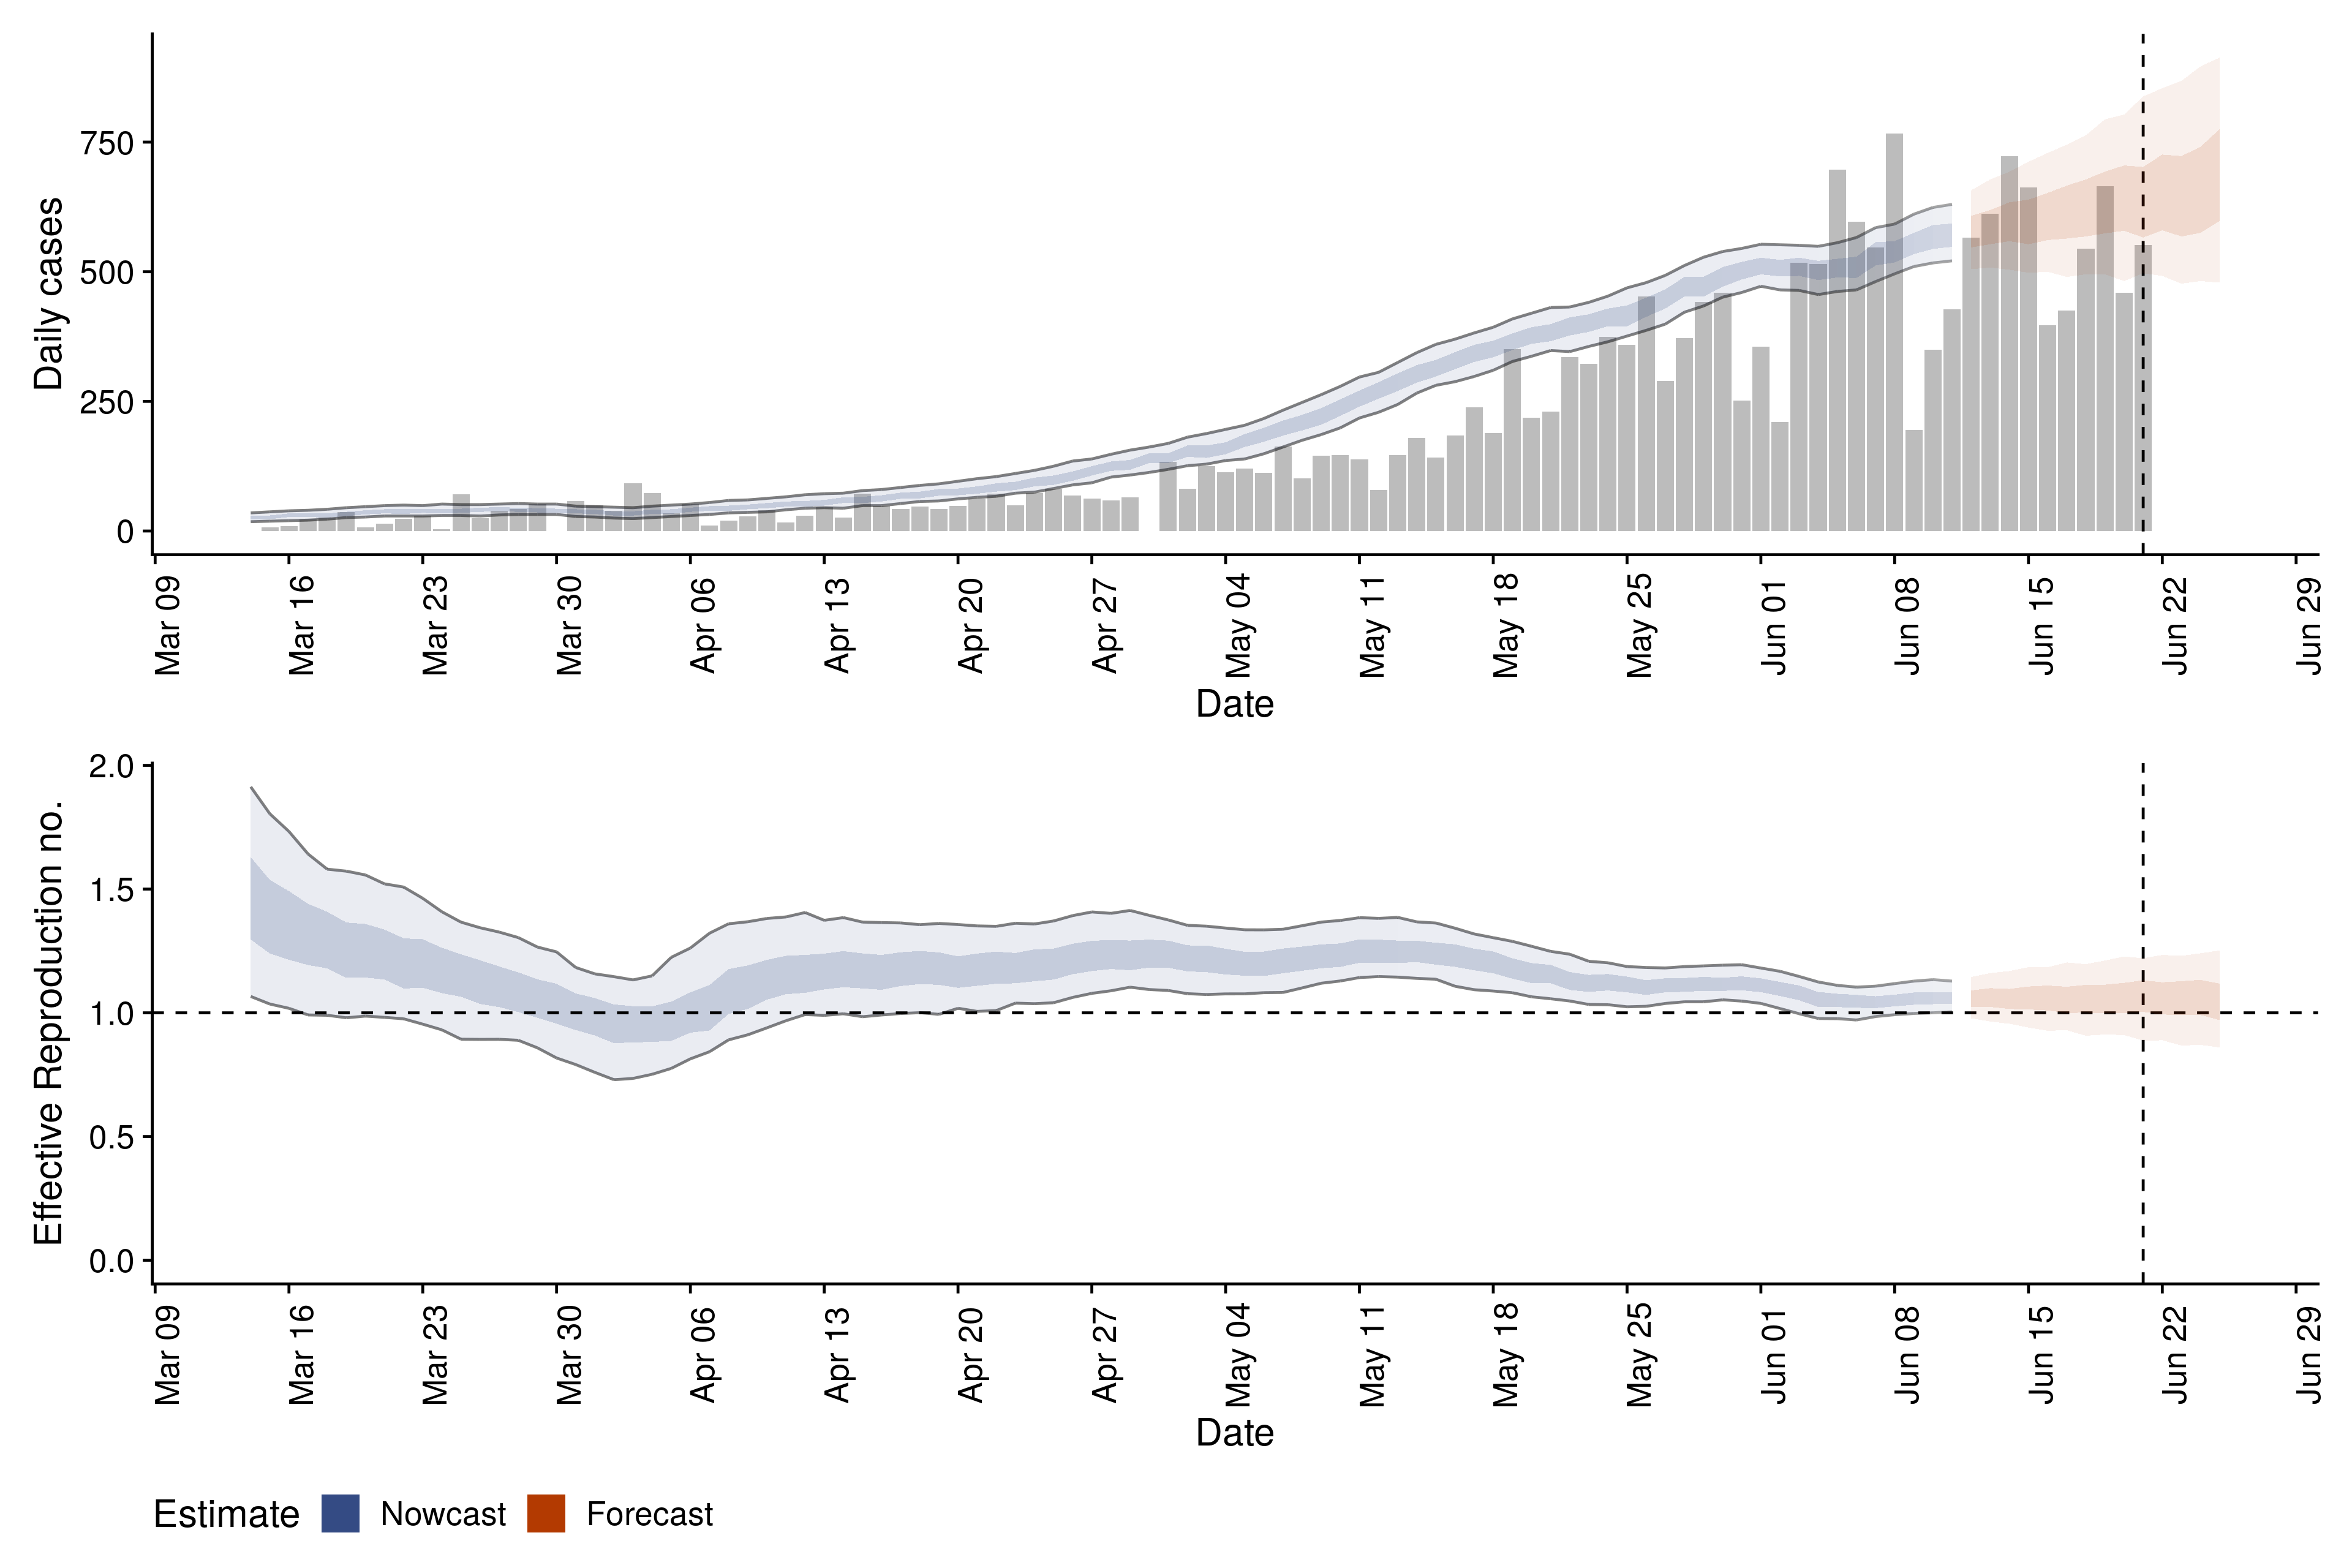 Daily cases
750
500
250
0
Mar 09
Mar 16
Mar 23
Mar 30
Apr 06
Apr 13
Apr 20
Apr 27
May 04
May 11
May 18
May 25
Jun 01
Jun 08
Jun 15
Jun 22
Jun 29
Date
Effective Reproduction no.
2.0
1.5
1.0
0.5
0.0
Mar 09
Mar 16
Mar 23
Mar 30
Apr 06
Apr 13
Apr 20
Apr 27
May 04
May 11
May 18
May 25
Jun 01
Jun 08
Jun 15
Jun 22
Jun 29
Date
Estimate Nowcast Forecast